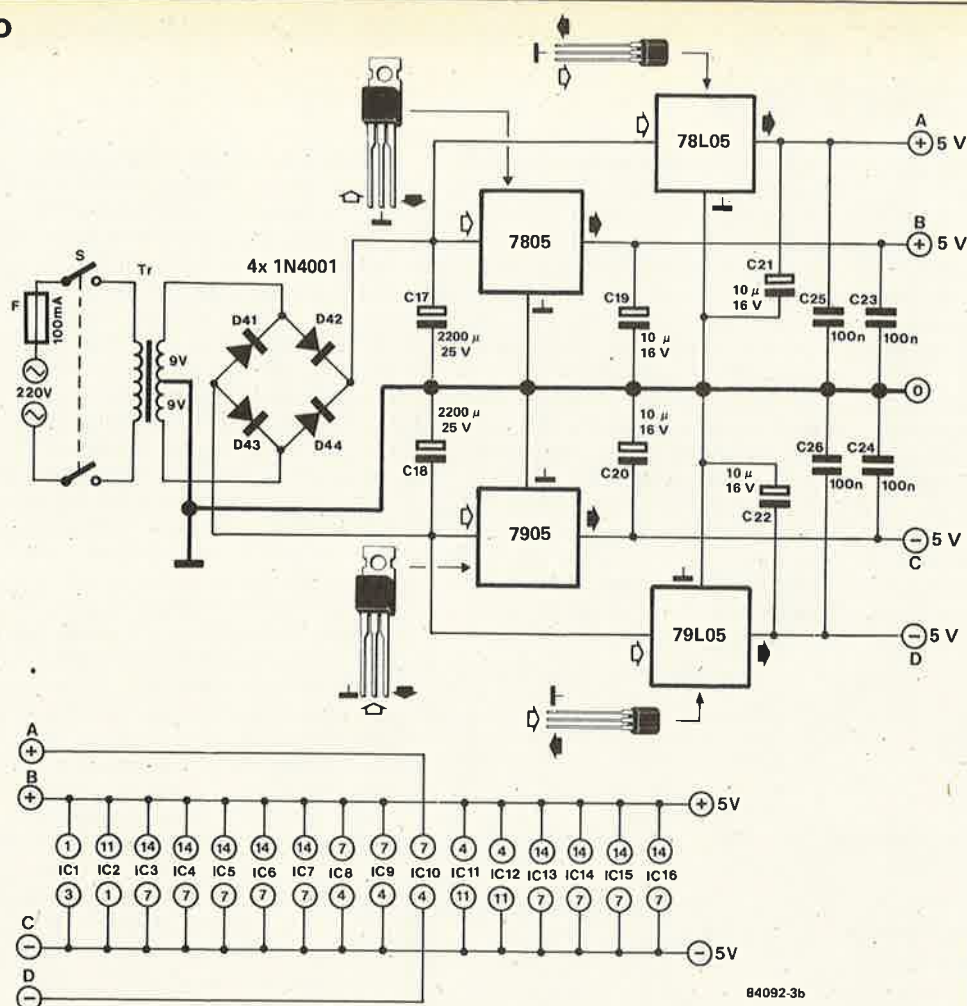 b
78L05
A
+ 5 V
7805
B
+ 5 V
S
Tr
4x 1N4001
F
100mA
220V
9V
9V
D41
D42
D43
D44
C17
2200 µ
25 V
C19
10 µ
16 V
C21
10 µ
16 V
C25
100n
C23
100n
0
2200 µ
25 V
C18
10 µ
16 V
C20
10 µ
16 V
C22
C26
100n
C24
100n
7905
− 5 V
C
79L05
− 5 V
D
A
+
B
+
+ 5V
1 11 14 14 14 14 14 7 7 7 4 4 14 14 14 14
IC1 IC2 IC3 IC4 IC5 IC6 IC7 IC8 IC9 IC10 IC11 IC12 IC13 IC14 IC15 IC16
3 1 7 7 7 7 7 4 4 4 11 11 7 7 7 7
C
−
− 5V
D
−
84092-3b